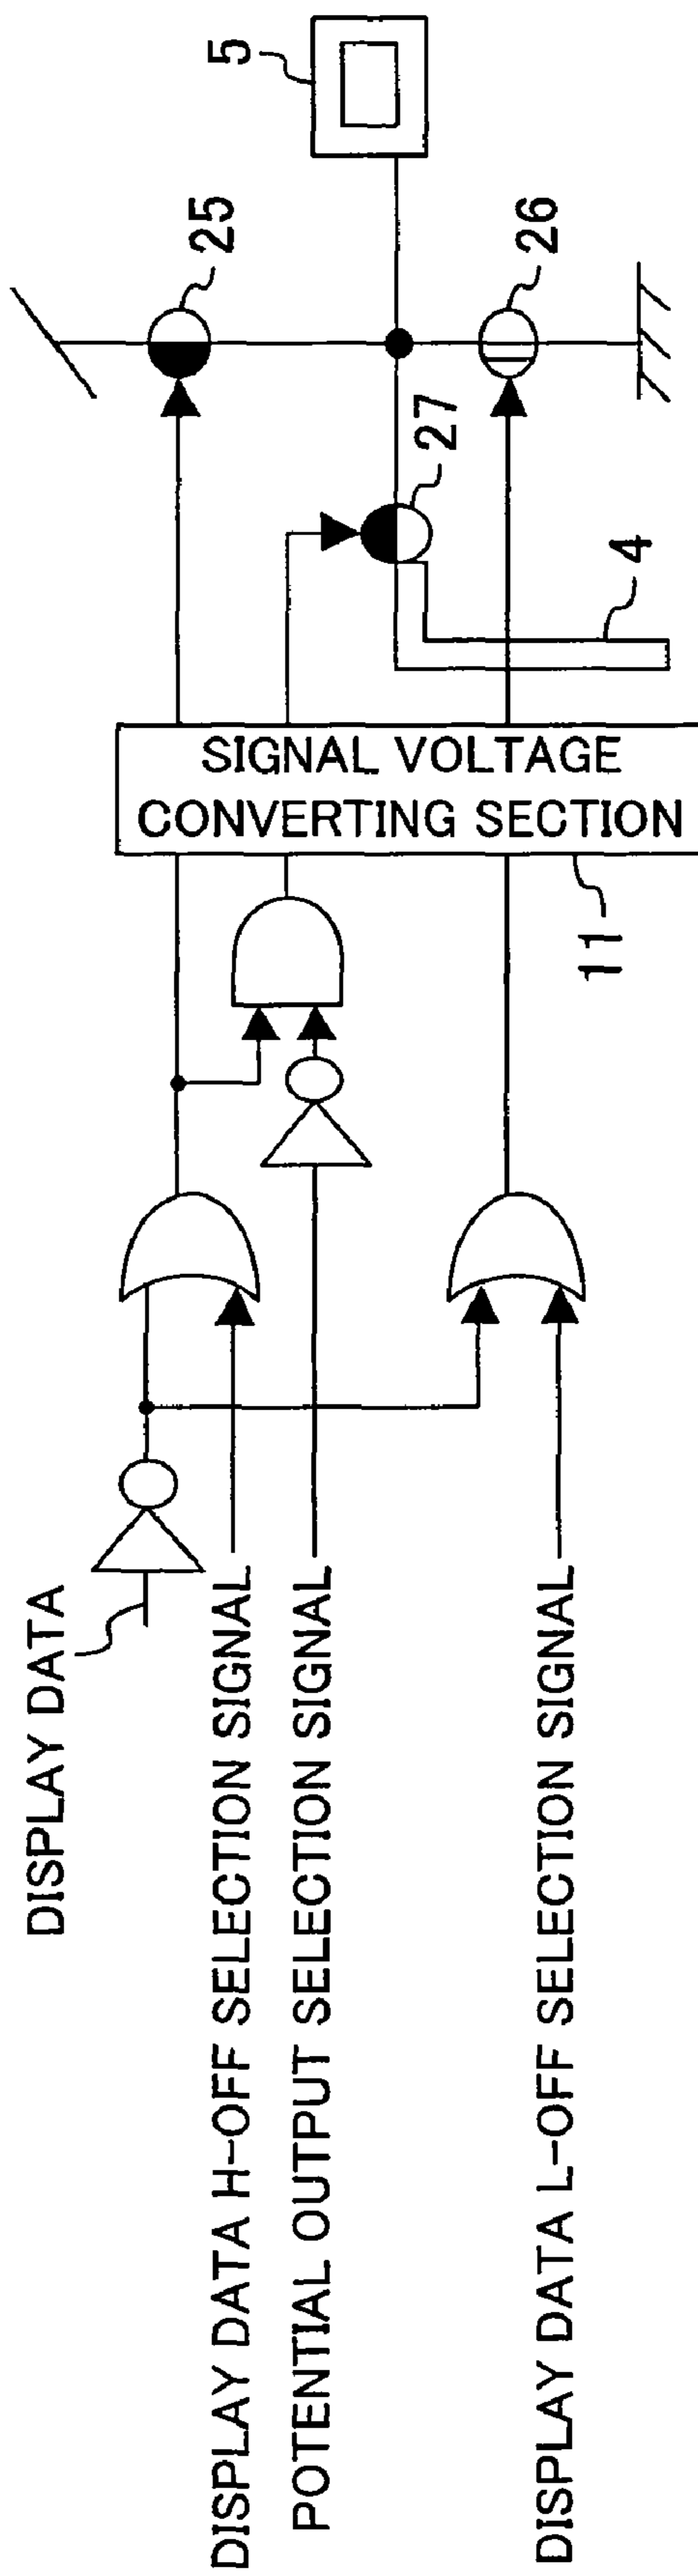 DISPLAY DATA
DISPLAY DATA H-OFF SELECTION SIGNAL
POTENTIAL OUTPUT SELECTION SIGNAL
DISPLAY DATA L-OFF SELECTION SIGNAL
SIGNAL VOLTAGE
CONVERTING SECTION
11
4
27
25
26
5